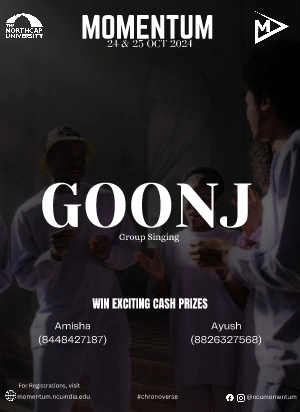 THE
NORTHCAP
UNIVERSITY
MOMENTUM
24 & 25 OCT 2024
M
GOONJ
Group Singing
WIN EXCITING CASH PRIZES
Amisha
(8448427187)
Ayush
(8826327568)
For Registrations, visit
momentum.ncuindia.edu
#chronoverse
@ncumomentum